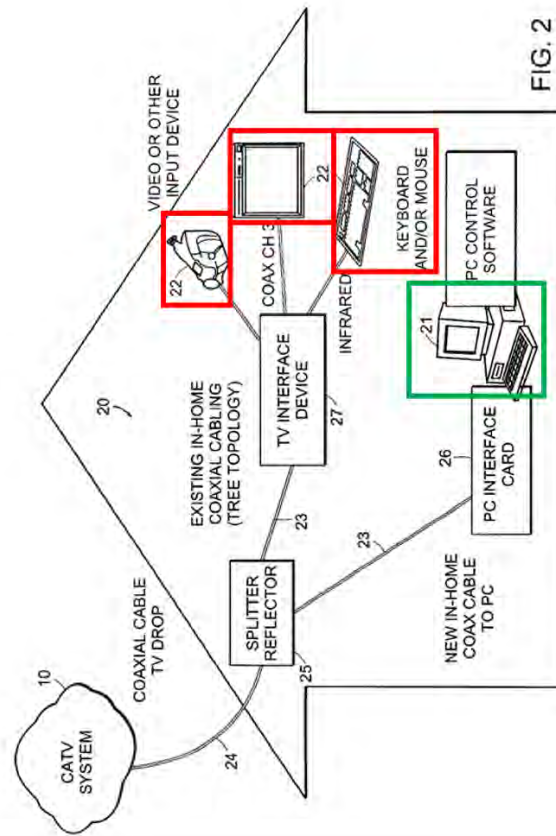 CATV
SYSTEM
10
24
COAXIAL CABLE
TV DROP
20
SPLITTER
REFLECTOR
25
EXISTING IN-HOME
COAXIAL CABLING
(TREE TOPOLOGY)
23
TV INTERFACE
DEVICE
27
VIDEO OR OTHER
INPUT DEVICE
22
COAX CH 3
22
INFRARED
KEYBOARD
AND/OR MOUSE
NEW IN-HOME
COAX CABLE
TO PC
23
PC INTERFACE
CARD
26
21
PC CONTROL
SOFTWARE
FIG. 2